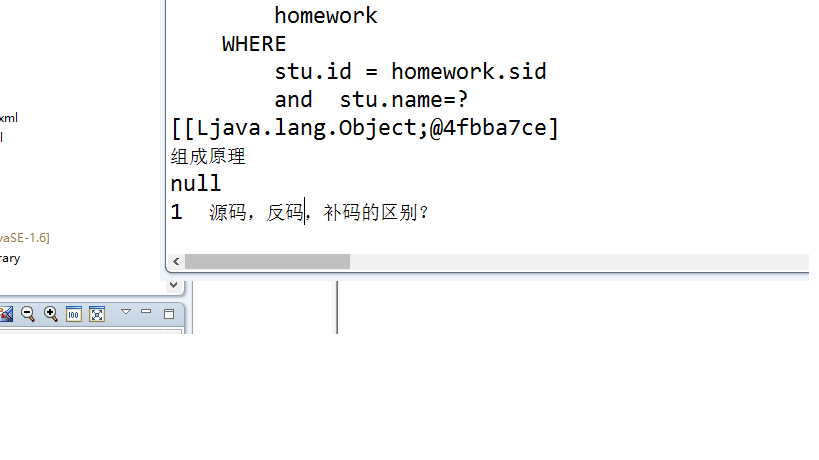 homework
WHERE
stu.id = homework.sid
and  stu.name=?
[[Ljava.lang.Object;@4fbba7ce]
组成原理
null
1  源码，反码，补码的区别？
xml
l
vaSE-1.6]
rary
100